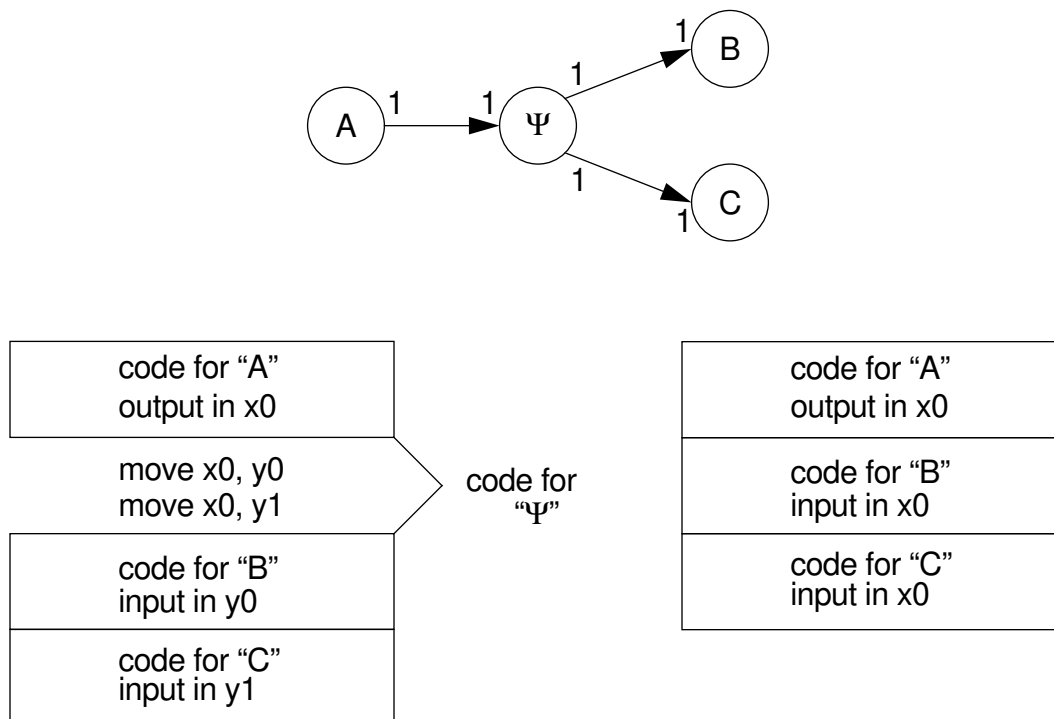 1
B
1
1
1
A
Ψ
1
1
C
code for “A”
output in x0
move x0, y0
move x0, y1
code for “B”
input in y0
code for “C”
input in y1
code for
“Ψ”
code for “A”
output in x0
code for “B”
input in x0
code for “C”
input in x0